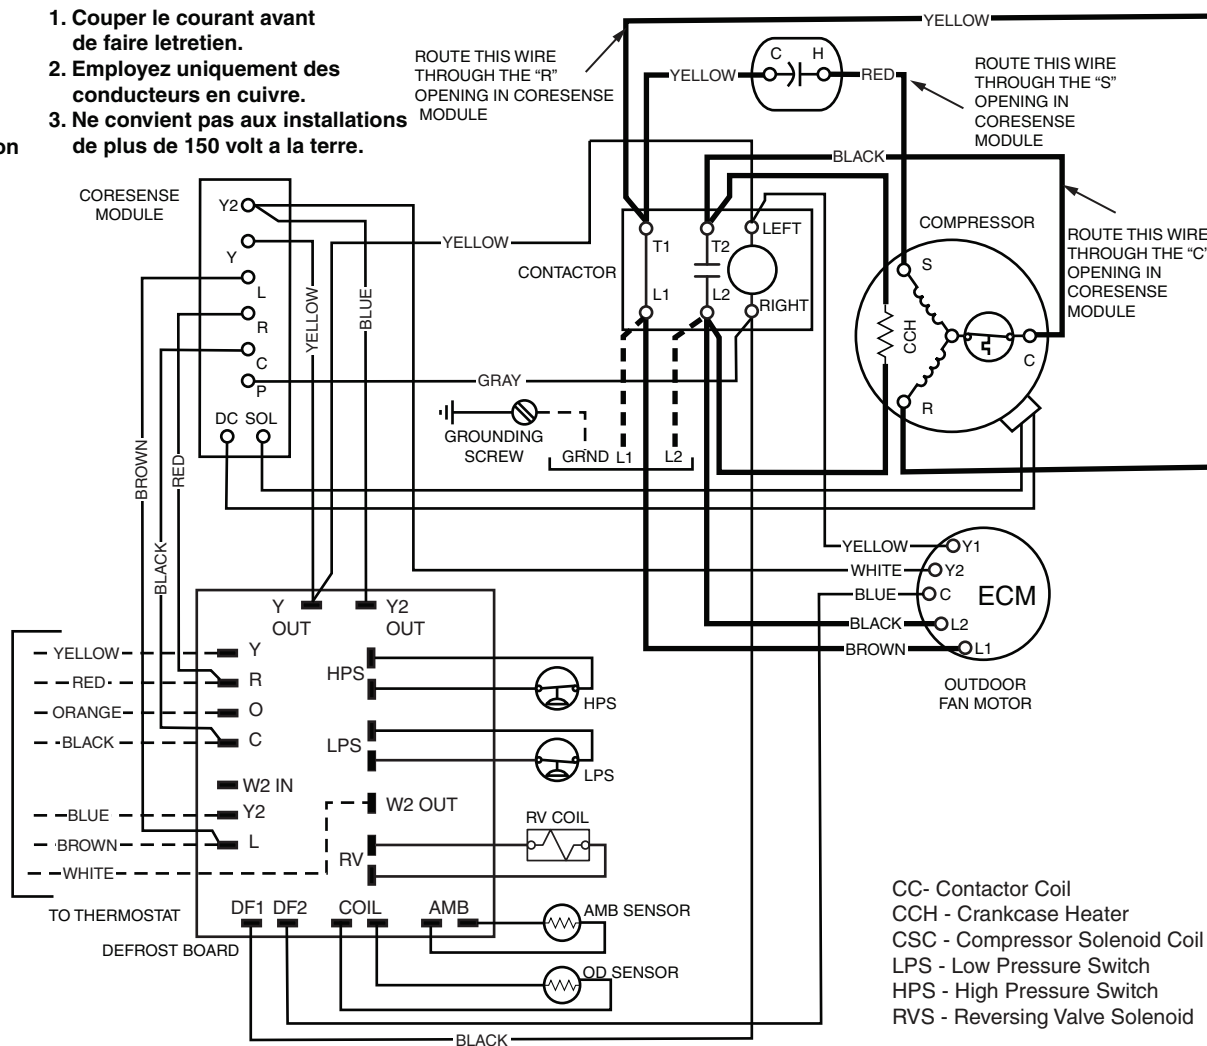 1. Couper le courant avant
de faire letretien.
2. Employez uniquement des
conducteurs en cuivre.
3. Ne convient pas aux installations
de plus de 150 volt a la terre.
on
YELLOW
ROUTE THIS WIRE
THROUGH THE “R”
OPENING IN CORESENSE
MODULE
YELLOW
C
H
RED
ROUTE THIS WIRE
THROUGH THE “S”
OPENING IN
CORESENSE
MODULE
BLACK
CORESENSE
MODULE
Y2
Y
L
R
C
P
DC
SOL
YELLOW
YELLOW
BLUE
GRAY
BROWN
RED
BLACK
CONTACTOR
T1
T2
LEFT
L1
L2
RIGHT
COMPRESSOR
S
CCH
C
R
ROUTE THIS WIRE
THROUGH THE “C”
OPENING IN
CORESENSE
MODULE
GROUNDING
SCREW
GRND
L1
L2
YELLOW
Y1
WHITE
Y2
BLUE
C
ECM
BLACK
L2
BROWN
L1
OUTDOOR
FAN MOTOR
Y
OUT
Y2
OUT
YELLOW
Y
RED
R
ORANGE
O
BLACK
C
W2 IN
BLUE
Y2
BROWN
L
WHITE
HPS
HPS
LPS
LPS
W2 OUT
RV
RV COIL
TO THERMOSTAT
DF1
DF2
COIL
AMB
AMB SENSOR
DEFROST BOARD
OD SENSOR
BLACK
CC- Contactor Coil
CCH - Crankcase Heater
CSC - Compressor Solenoid Coil
LPS - Low Pressure Switch
HPS - High Pressure Switch
RVS - Reversing Valve Solenoid